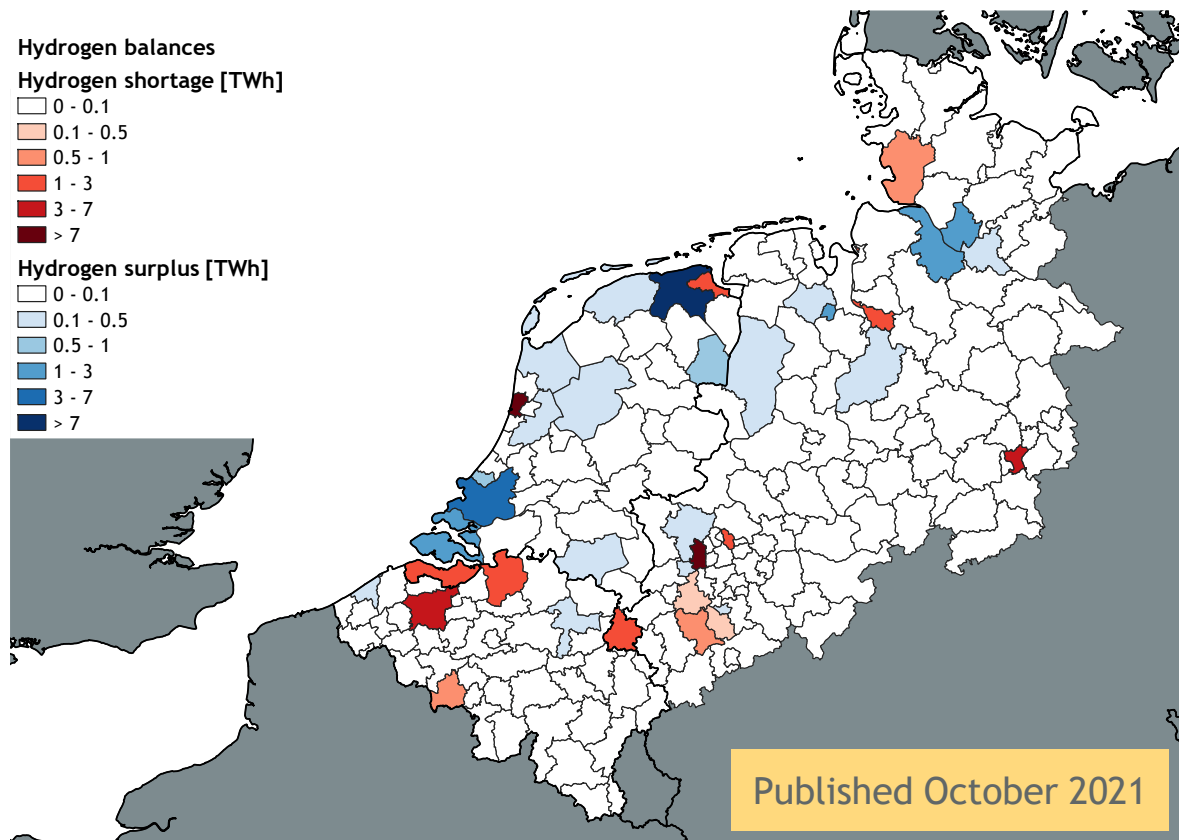 Hydrogen balances
Hydrogen shortage [TWh]
0 - 0.1
0.1 - 0.5
0.5 - 1
1 - 3
3 - 7
> 7
Hydrogen surplus [TWh]
0 - 0.1
0.1 - 0.5
0.5 - 1
1 - 3
3 - 7
> 7
Published October 2021